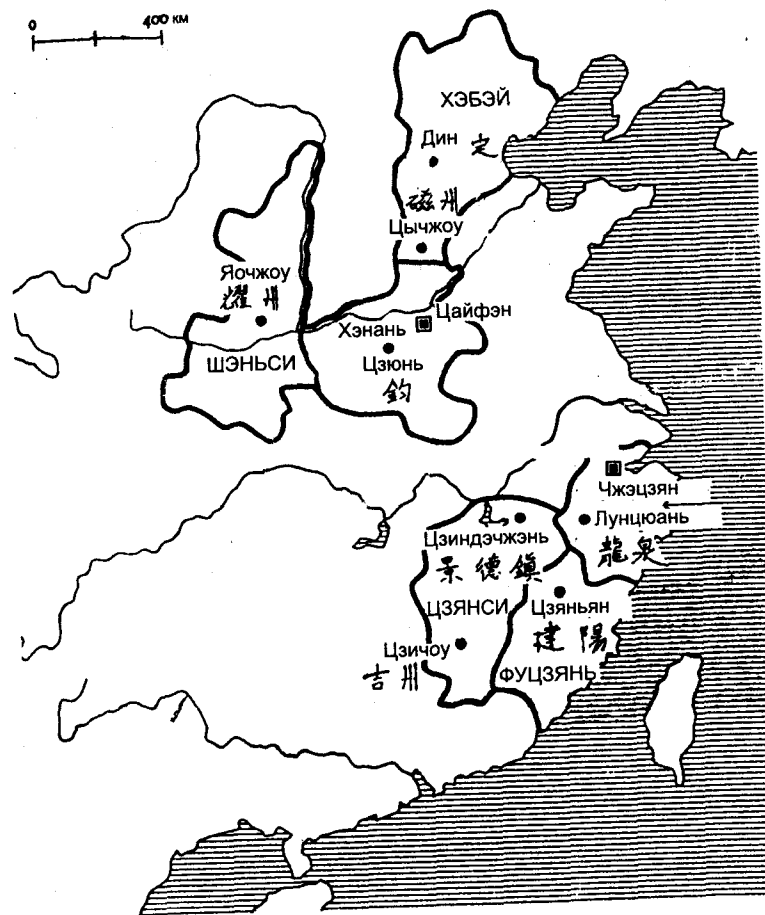 0 400 км
ХЭБЭЙ
Дин 定
磁州
Цычжоу
Яочжоу
耀州
Цайфэн
Хэнань
ШЭНЬСИ
Цзюнь
鈞
Чжэцзян
Лунцюань
龍泉
Цзиндэчжэнь
景德鎮
ЦЗЯНСИ
Цзяньян
建陽
Цзичоу
吉州
ФУЦЗЯНЬ